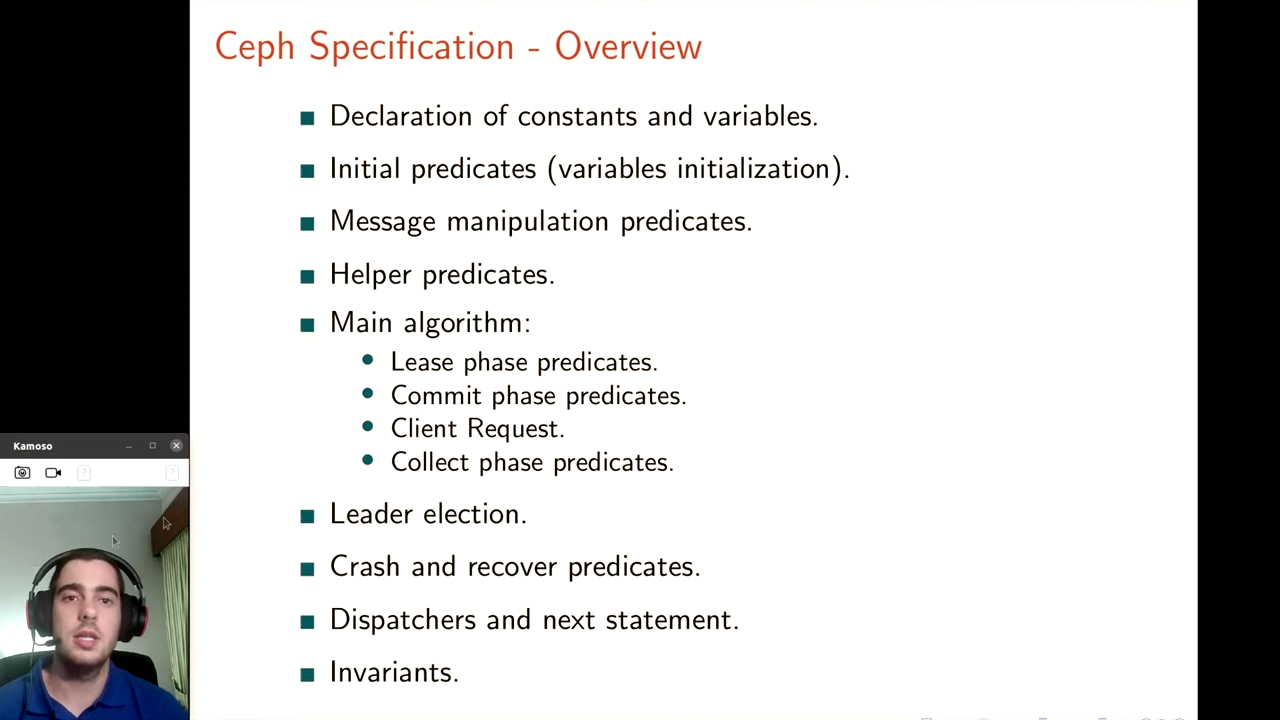 Ceph Specification - Overview
Declaration of constants and variables.
Initial predicates (variables initialization).
Message manipulation predicates.
Helper predicates.
Main algorithm:
Lease phase predicates.
Commit phase predicates.
Client Request.
Collect phase predicates.
Leader election.
Crash and recover predicates.
Dispatchers and next statement.
Invariants.
Kamoso